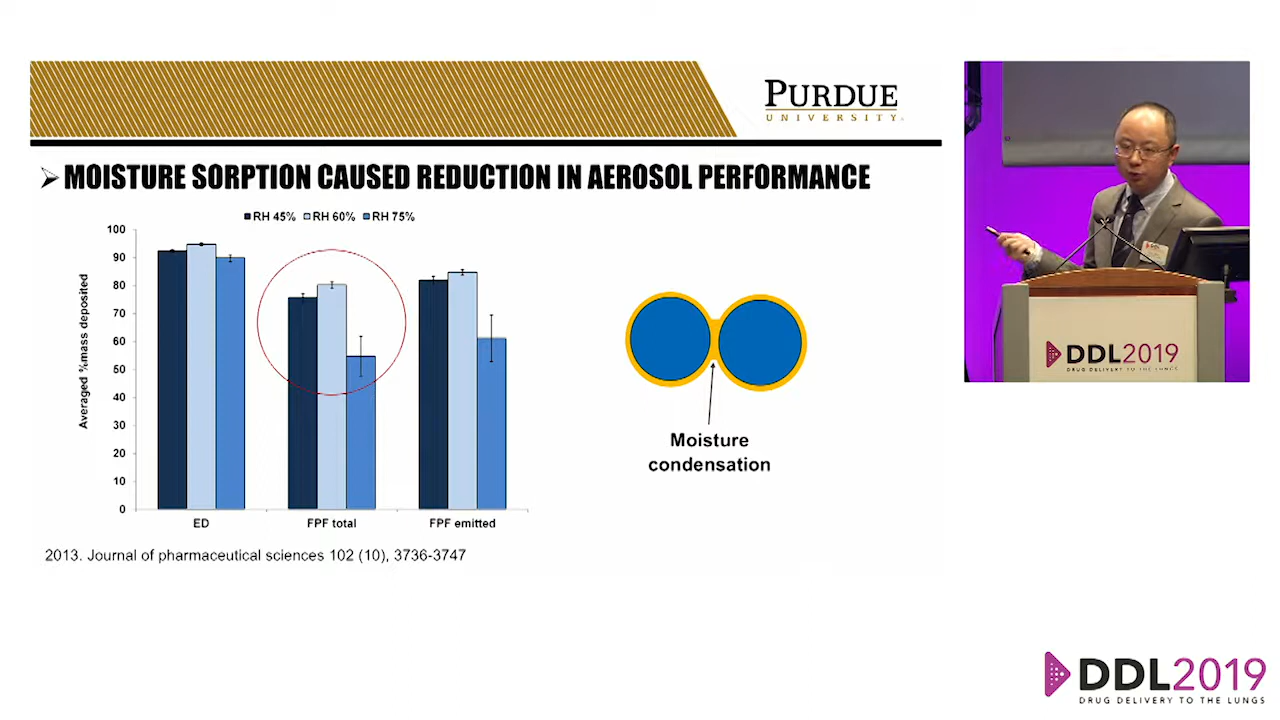 PURDUE
UNIVERSITY
MOISTURE SORPTION CAUSED REDUCTION IN AEROSOL PERFORMANCE
RH 45% RH 60% RH 75%
100
90
80
70
60
50
40
30
20
10
0
Averaged %mass deposited
ED FPF total FPF emitted
Moisture
condensation
2013. Journal of pharmaceutical sciences 102 (10), 3736-3747
DDL2019
DRUG DELIVERY TO THE LUNGS
DDL2019
DRUG DELIVERY TO THE LUNGS